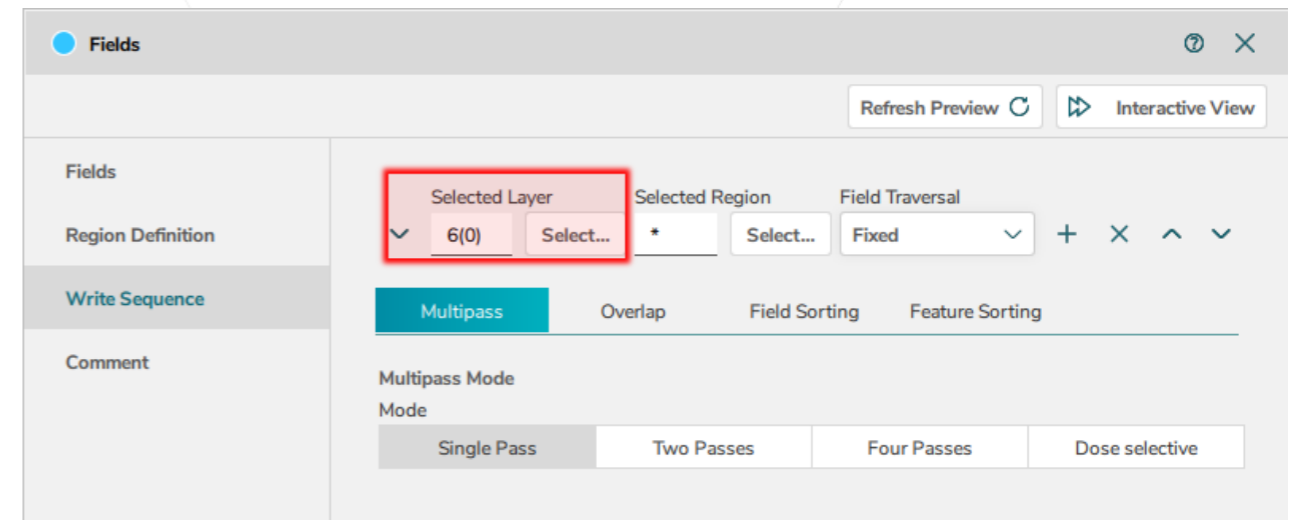 Fields
Refresh Preview
Interactive View
Fields
Region Definition
Write Sequence
Comment
Selected Layer
Selected Region
Field Traversal
6(0)
Select...
*
Select...
Fixed
Multipass
Overlap
Field Sorting
Feature Sorting
Multipass Mode
Mode
Single Pass
Two Passes
Four Passes
Dose selective